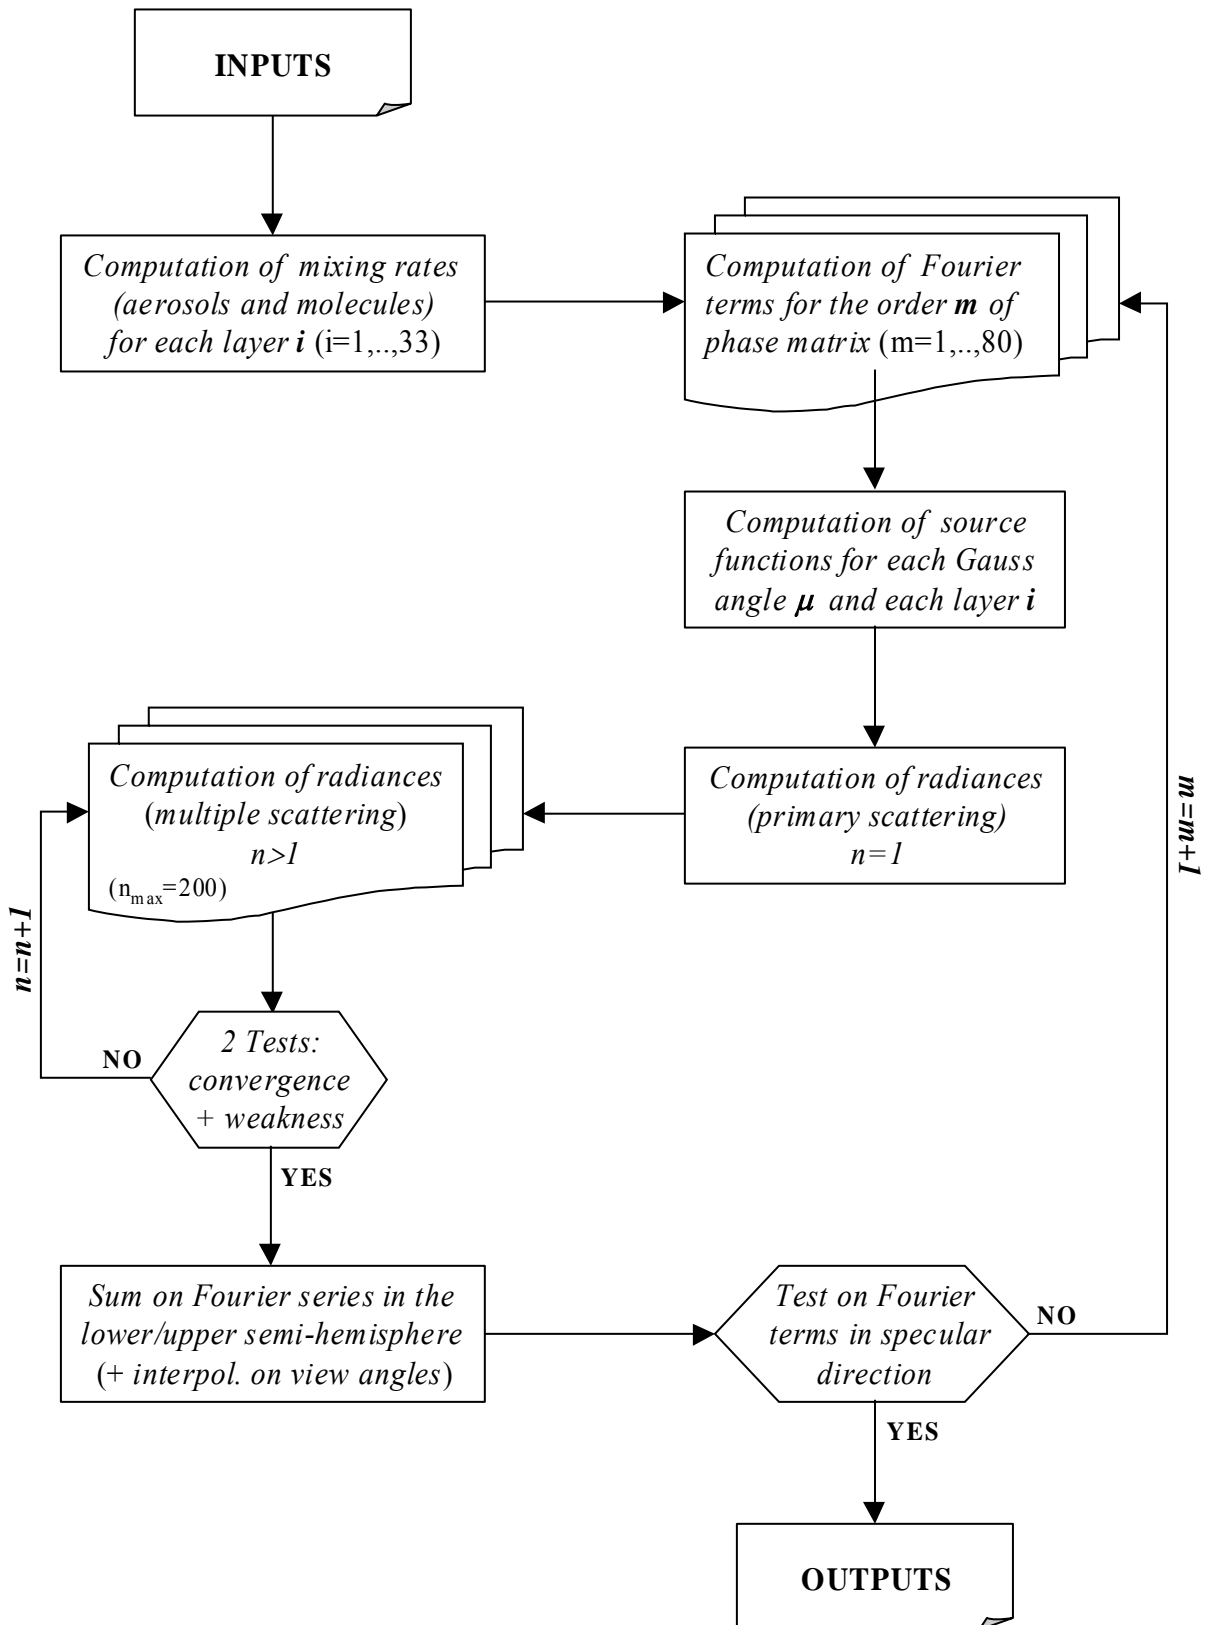 INPUTS
Computation of mixing rates
(aerosols and molecules)
for each layer i (i=1,..,33)
Computation of Fourier
terms for the order m of
phase matrix (m=1,..,80)
Computation of source
functions for each Gauss
angle μ and each layer i
Computation of radiances
(primary scattering)
n=1
m=m+1
Computation of radiances
(multiple scattering)
n>1
(nmax=200)
n=n+1
2 Tests:
convergence
+ weakness
NO
YES
Sum on Fourier series in the
lower/upper semi-hemisphere
(+ interpol. on view angles)
Test on Fourier
terms in specular
direction
NO
YES
OUTPUTS